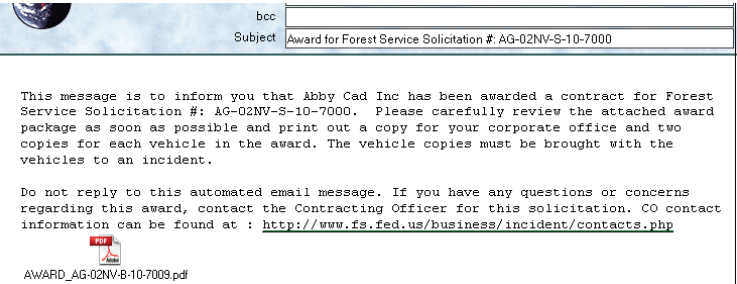 bcc
Subject Award for Forest Service Solicitation #: AG-02NV-S-10-7000
This message is to inform you that Abby Cad Inc has been awarded a contract for Forest
Service Solicitation #: AG-02NV-S-10-7000.  Please carefully review the attached award
package as soon as possible and print out a copy for your corporate office and two
copies for each vehicle in the award. The vehicle copies must be brought with the
vehicles to an incident.
Do not reply to this automated email message. If you have any questions or concerns
regarding this award, contact the Contracting Officer for this solicitation. CO contact
information can be found at : http://www.fs.fed.us/business/incident/contacts.php
PDF
Adobe
AWARD_AG-02NV-B-10-7009.pdf